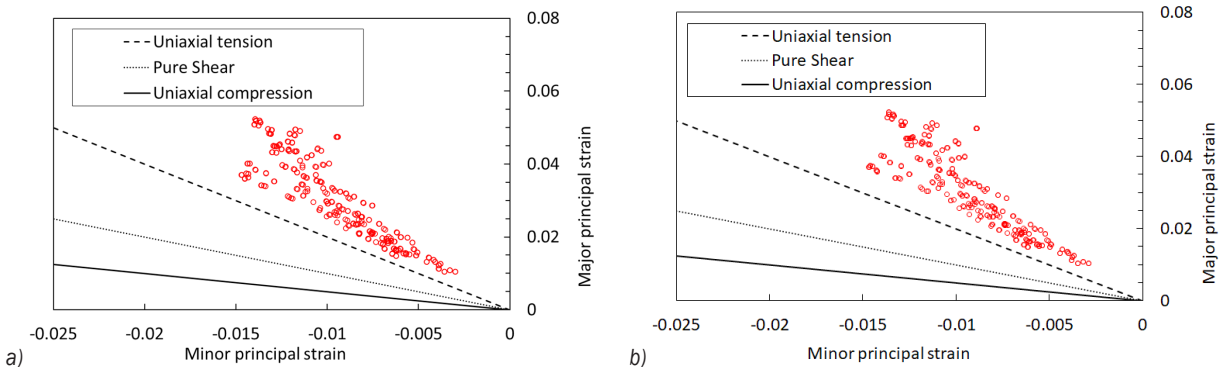 0.08
Uniaxial tension
Pure Shear
Uniaxial compression
0.06
0.04
0.02
0
Major principal strain
-0.025
-0.02
-0.015
-0.01
-0.005
0
Minor principal strain
a)
0.08
Uniaxial tension
Pure Shear
Uniaxial compression
0.06
0.04
0.02
0
Major principal strain
-0.025
-0.02
-0.015
-0.01
-0.005
0
Minor principal strain
b)